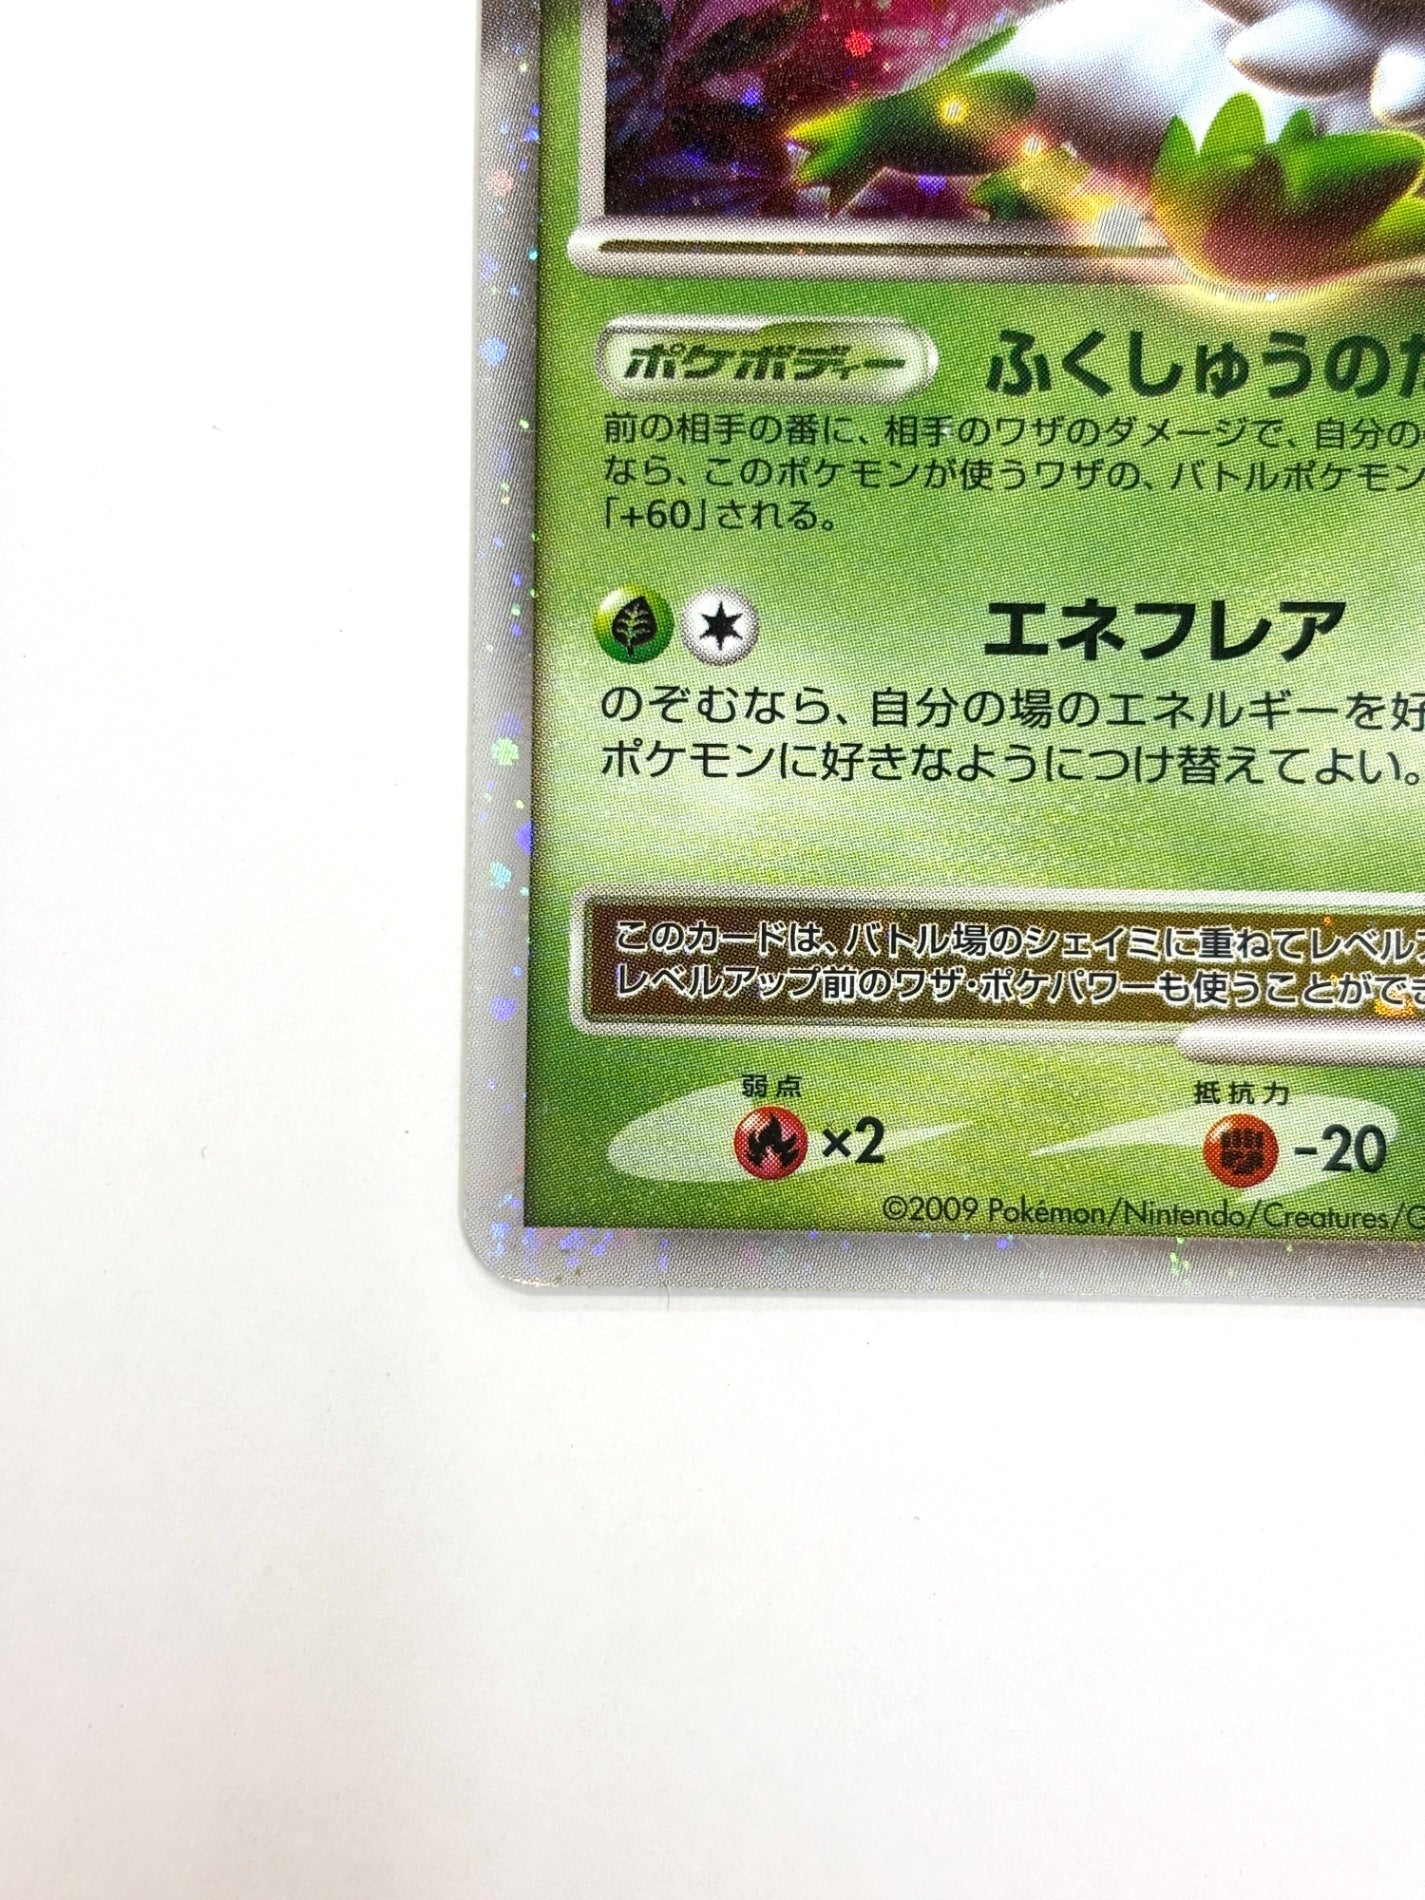 ポケボディー ふくしゅうの
前の相手の番に、相手のワザのダメージで、自分の
なら、このポケモンが使うワザの、バトルポケモン
「+60」される。
エネフレア
のぞむなら、自分の場のエネルギーを好
ポケモンに好きなようにつけ替えてよい。
このカードは、バトル場のシェイミに重ねてレベル
レベルアップ前のワザ・ポケパワーも使うことがで
弱点 抵抗力
×2 -20
©2009 Pokémon/Nintendo/Creatures/